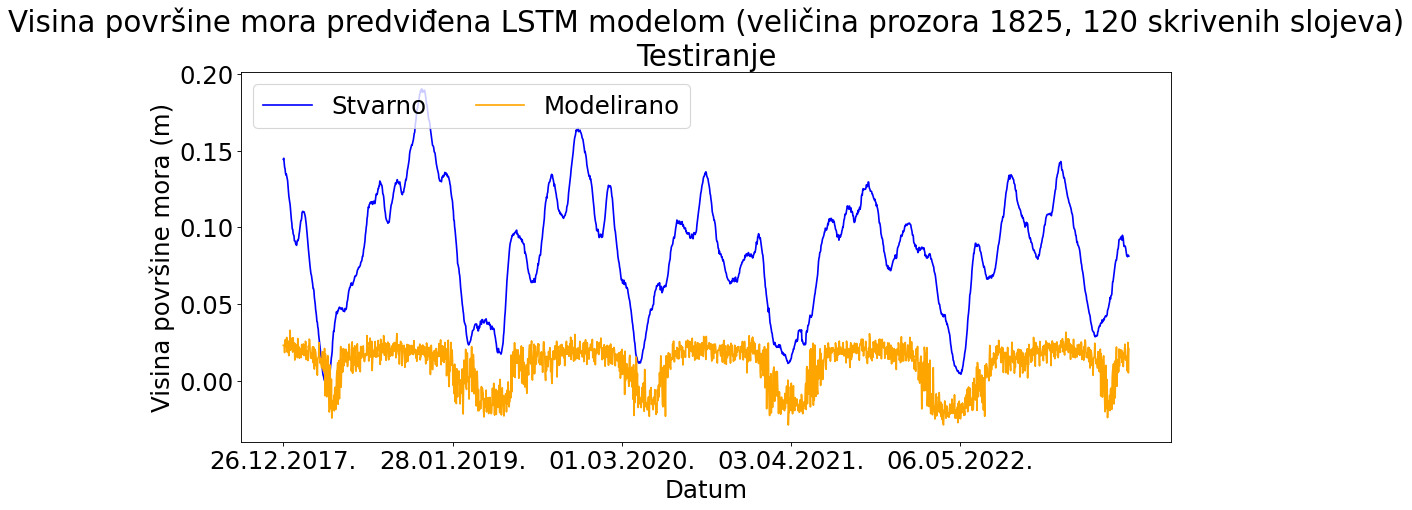 Visina površine mora predviđena LSTM modelom (veličina prozora 1825, 120 skrivenih slojeva)
Testiranje
Stvarno Modelirano
Visina površine mora (m)
0.20
0.15
0.10
0.05
0.00
26.12.2017. 28.01.2019. 01.03.2020. 03.04.2021. 06.05.2022.
Datum